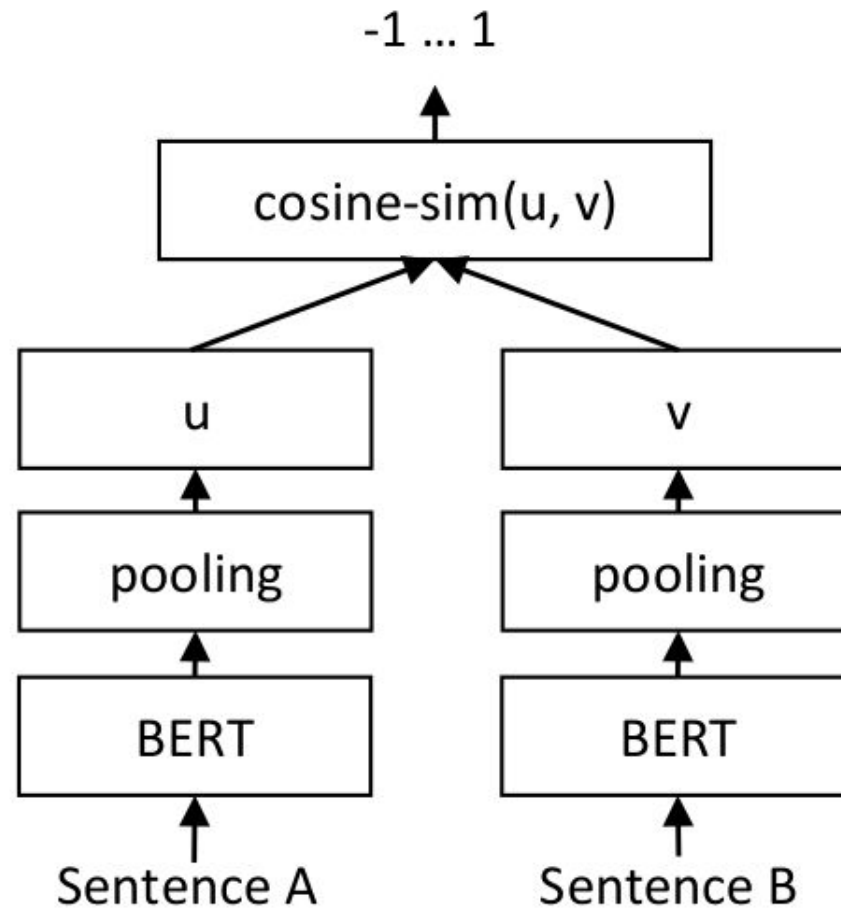 -1 … 1
cosine-sim(u, v)
u v
pooling pooling
BERT BERT
Sentence A Sentence B